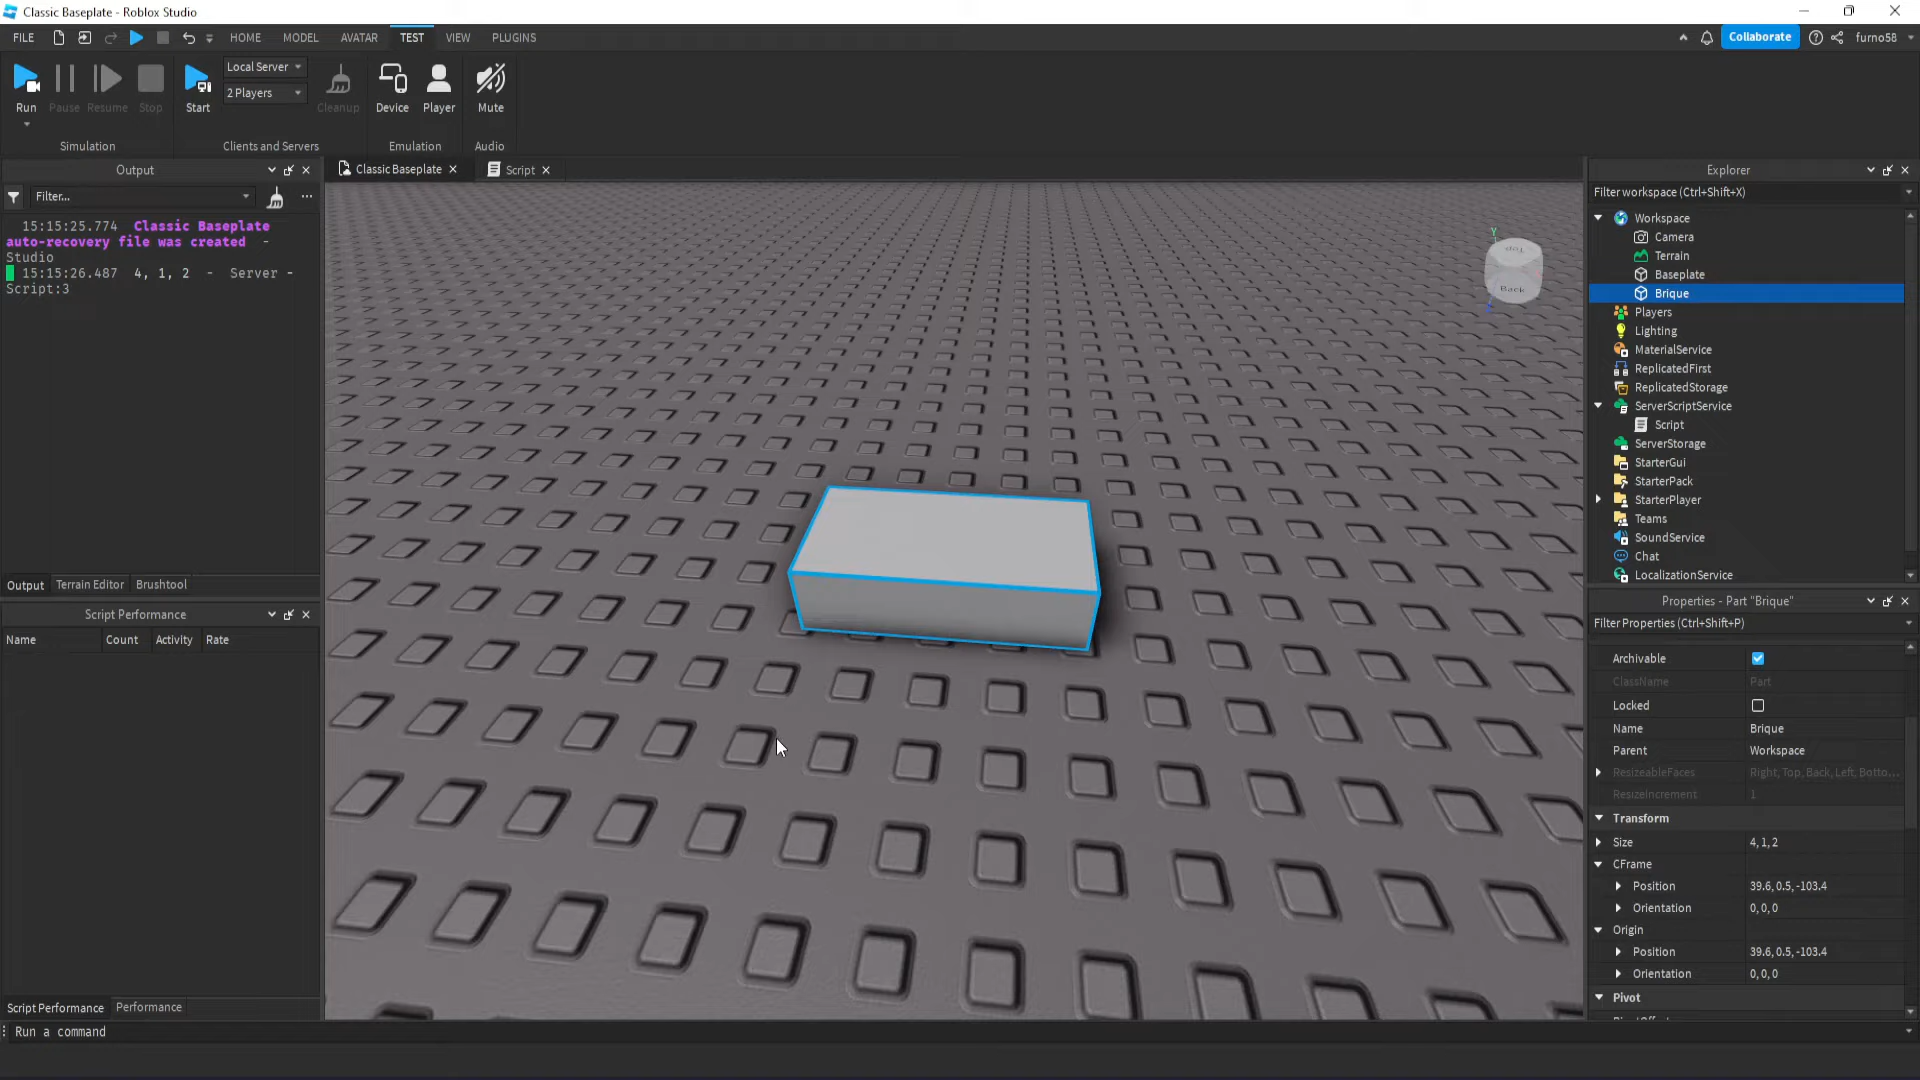 Classic Baseplate - Roblox Studio
FILE
HOME
MODEL
AVATAR
TEST
VIEW
PLUGINS
Collaborate
furno58
Run
Pause
Resume
Stop
Start
Local Server
2 Players
Cleanup
Device
Player
Mute
Simulation
Clients and Servers
Emulation
Audio
Output
Filter...
15:15:25.774 Classic Baseplate
auto-recovery file was created -
Studio
15:15:26.487 4, 1, 2 - Server -
Script:3
Output
Terrain Editor
Brushtool
Script Performance
Name
Count
Activity
Rate
Script Performance
Performance
Run a command
Classic Baseplate
Script
Y
Top
Back
Explorer
Filter workspace (Ctrl+Shift+X)
Workspace
Camera
Terrain
Baseplate
Brique
Players
Lighting
MaterialService
ReplicatedFirst
ReplicatedStorage
ServerScriptService
Script
ServerStorage
StarterGui
StarterPack
StarterPlayer
Teams
SoundService
Chat
LocalizationService
Properties - Part "Brique"
Filter Properties (Ctrl+Shift+P)
Archivable
ClassName Part
Locked
Name Brique
Parent Workspace
ResizeableFaces Right, Top, Back, Left, Botto...
ResizeIncrement 1
Transform
Size 4, 1, 2
CFrame
Position 39.6, 0.5, -103.4
Orientation 0, 0, 0
Origin
Position 39.6, 0.5, -103.4
Orientation 0, 0, 0
Pivot